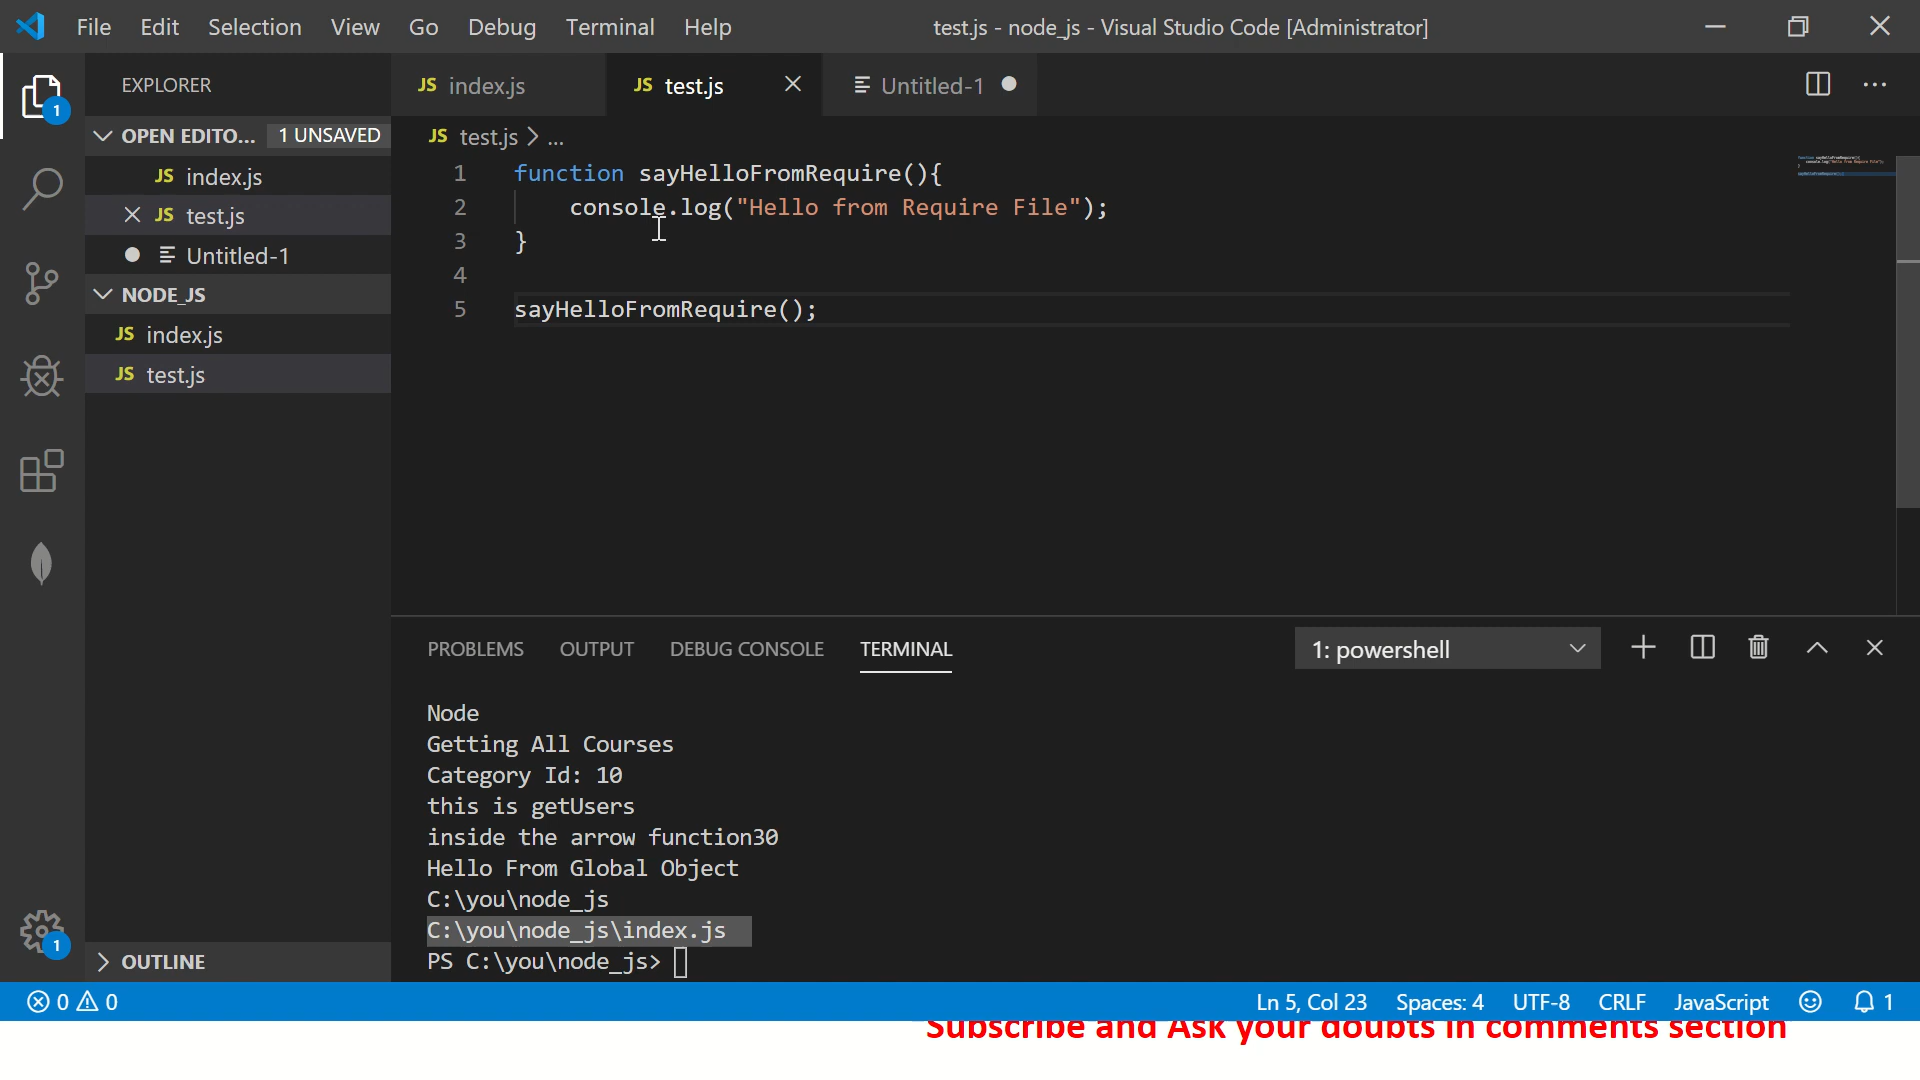 File Edit Selection View Go Debug Terminal Help test.js - node_js - Visual Studio Code [Administrator]
1
EXPLORER
OPEN EDITO... 1 UNSAVED
JS index.js
JS test.js
Untitled-1
NODE_JS
JS index.js
JS test.js
OUTLINE
1
JS index.js JS test.js Untitled-1
JS test.js > ...
1 function sayHelloFromRequire(){
2 console.log("Hello from Require File");
3 }
4
5 sayHelloFromRequire();
PROBLEMS OUTPUT DEBUG CONSOLE TERMINAL 1: powershell
Node
Getting All Courses
Category Id: 10
this is getUsers
inside the arrow function30
Hello From Global Object
C:\you\node_js
C:\you\node_js\index.js
PS C:\you\node_js>
0 0 Ln 5, Col 23 Spaces: 4 UTF-8 CRLF JavaScript 1
Subscribe and Ask your doubts in comments section